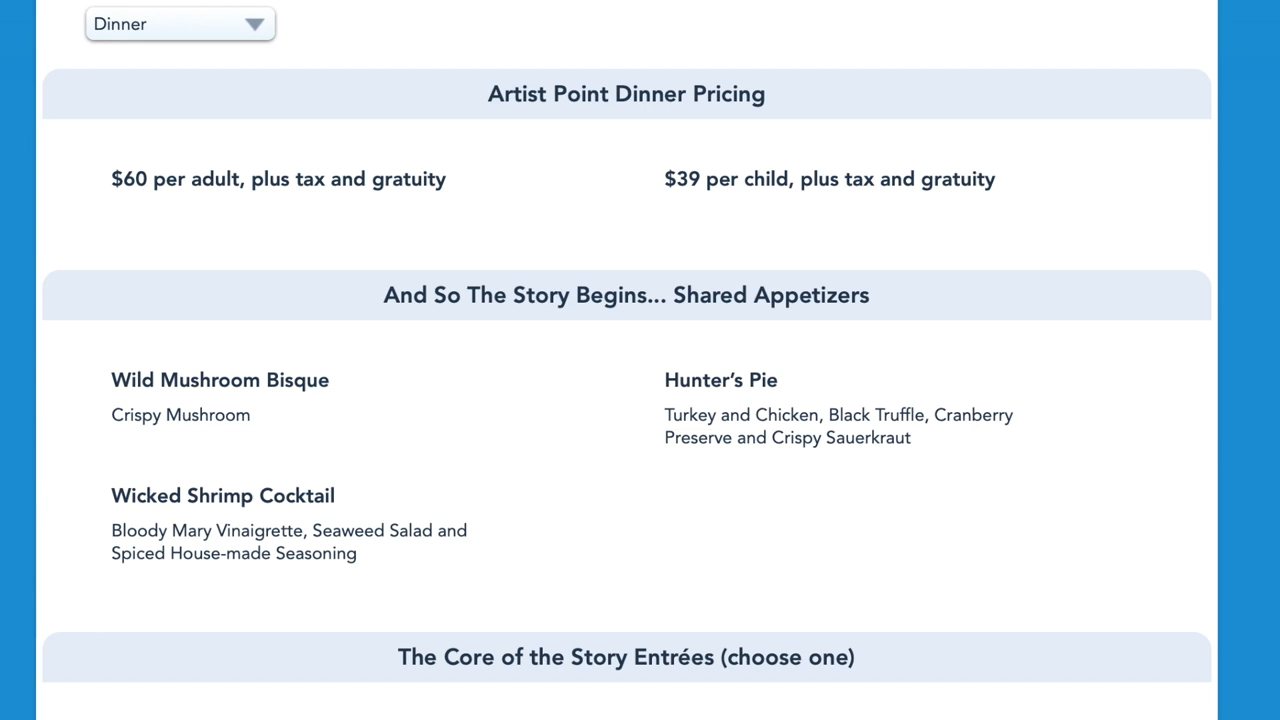 Dinner
Artist Point Dinner Pricing
$60 per adult, plus tax and gratuity
$39 per child, plus tax and gratuity
And So The Story Begins... Shared Appetizers
Wild Mushroom Bisque
Crispy Mushroom
Hunter’s Pie
Turkey and Chicken, Black Truffle, Cranberry
Preserve and Crispy Sauerkraut
Wicked Shrimp Cocktail
Bloody Mary Vinaigrette, Seaweed Salad and
Spiced House-made Seasoning
The Core of the Story Entrées (choose one)